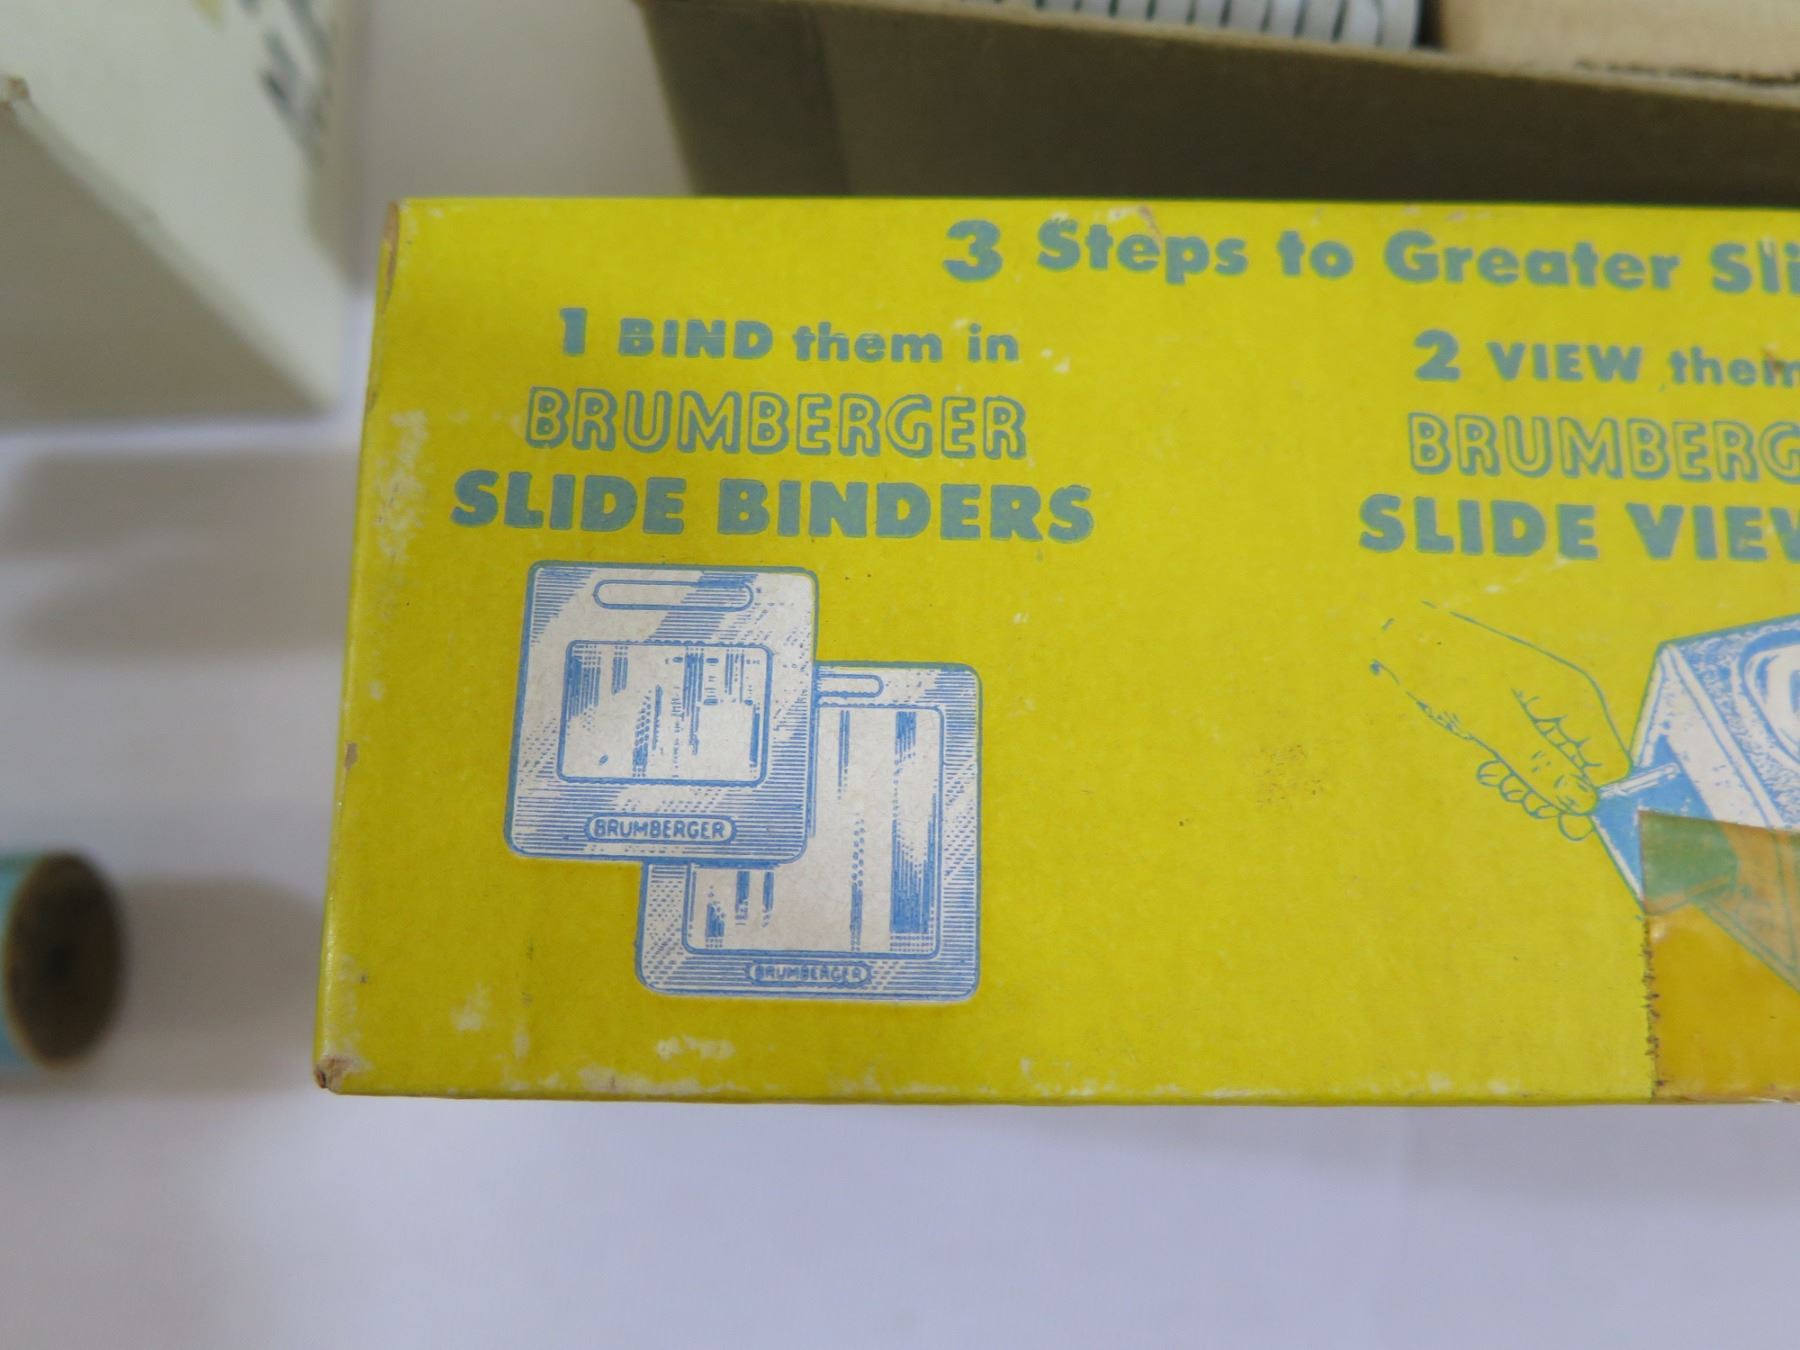 3 Steps to Greater Sli
1 BIND them in
BRUMBERGER
SLIDE BINDERS
BRUMBERGER
BRUMBERGER
2 VIEW them
BRUMBERG
SLIDE VIEW